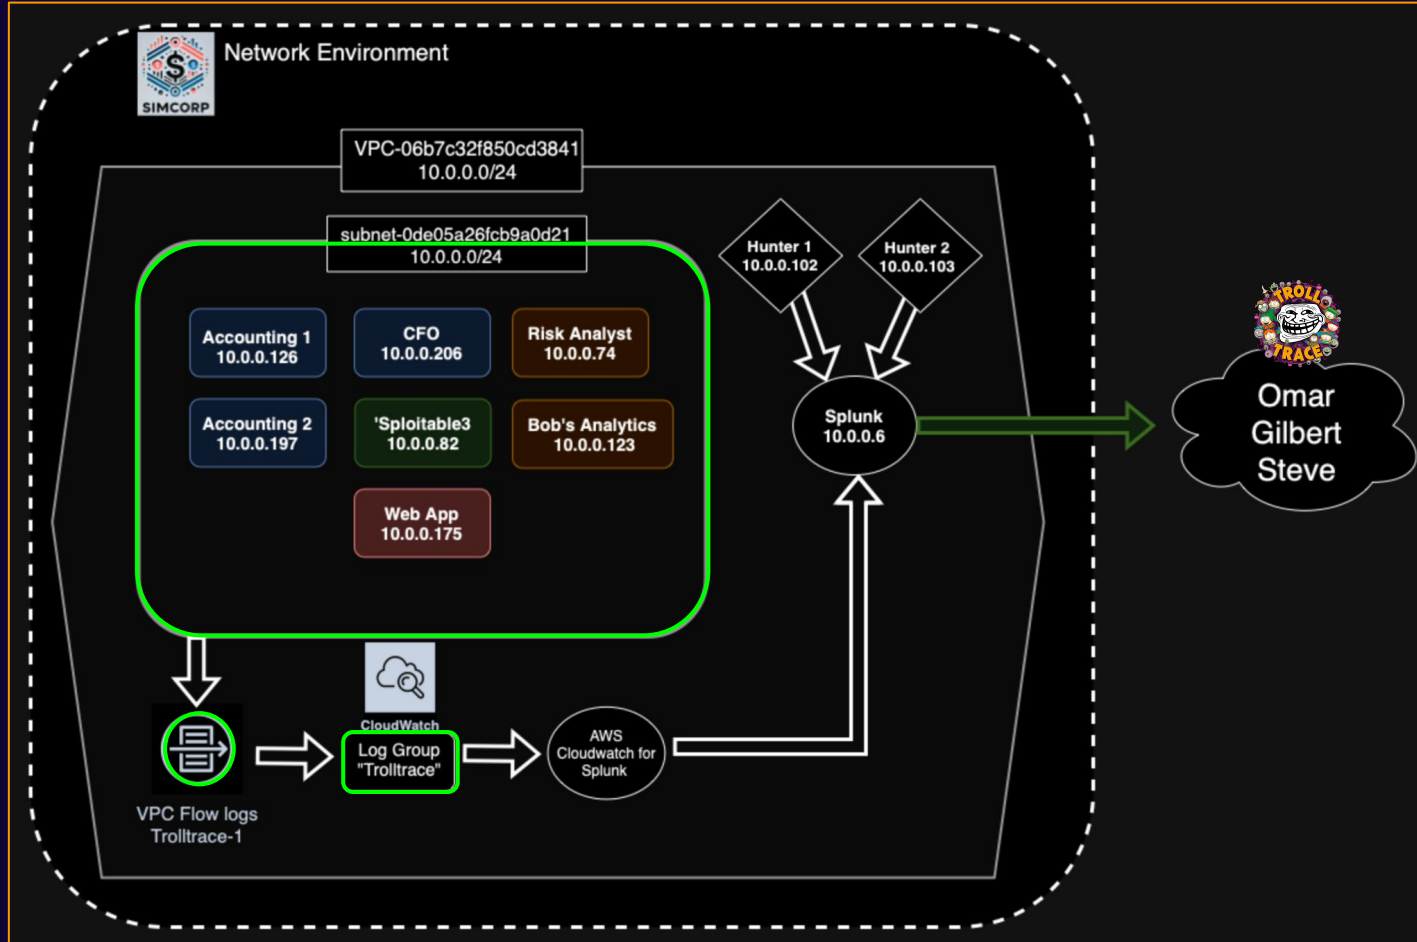 Network Environment
SIMCORP
VPC-06b7c32f850cd3841
10.0.0.0/24
subnet-0de05a26fcb9a0d21
10.0.0.0/24
Hunter 1
10.0.0.102
Hunter 2
10.0.0.103
Accounting 1
10.0.0.126
CFO
10.0.0.206
Risk Analyst
10.0.0.74
Accounting 2
10.0.0.197
'Sploitable3
10.0.0.82
Bob's Analytics
10.0.0.123
Web App
10.0.0.175
Splunk
10.0.0.6
TROLL
TRACE
Omar
Gilbert
Steve
CloudWatch
Log Group
"Trolltrace"
AWS
Cloudwatch for
Splunk
VPC Flow logs
Trolltrace-1